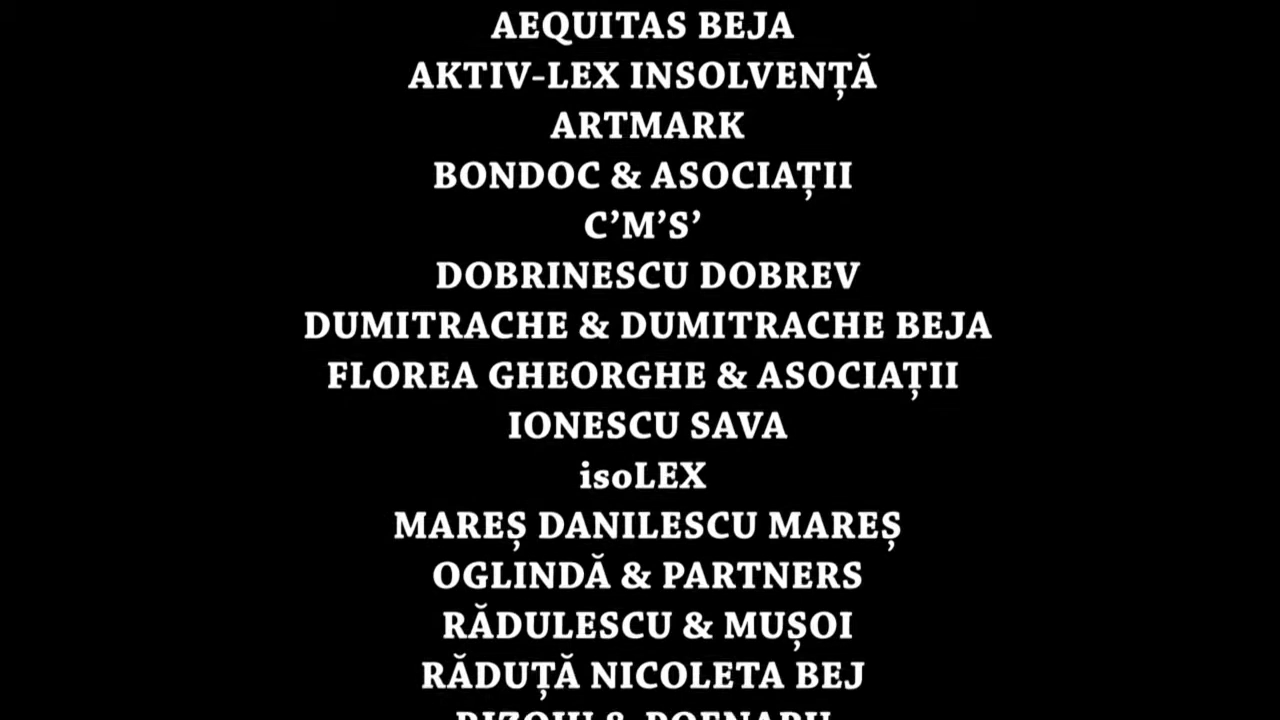 AEQUITAS BEJA
AKTIV-LEX INSOLVENȚĂ
ARTMARK
BONDOC & ASOCIAȚII
C’M’S’
DOBRINESCU DOBREV
DUMITRACHE & DUMITRACHE BEJA
FLOREA GHEORGHE & ASOCIAȚII
IONESCU SAVA
isoLEX
MAREȘ DANILESCU MAREȘ
OGLINDĂ & PARTNERS
RĂDULESCU & MUȘOI
RĂDUȚĂ NICOLETA BEJ